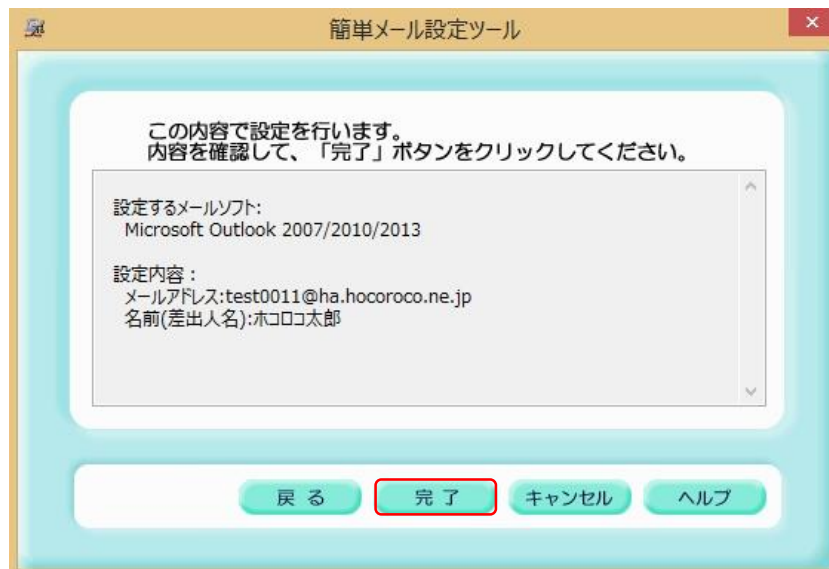 簡単メール設定ツール
この内容で設定を行います。
内容を確認して、「完了」ボタンをクリックしてください。
設定するメールソフト:
Microsoft Outlook 2007/2010/2013
設定内容：
メールアドレス:test0011@ha.hocoroco.ne.jp
名前(差出人名):ホコロコ太郎
戻 る 完 了 キャンセル ヘルプ